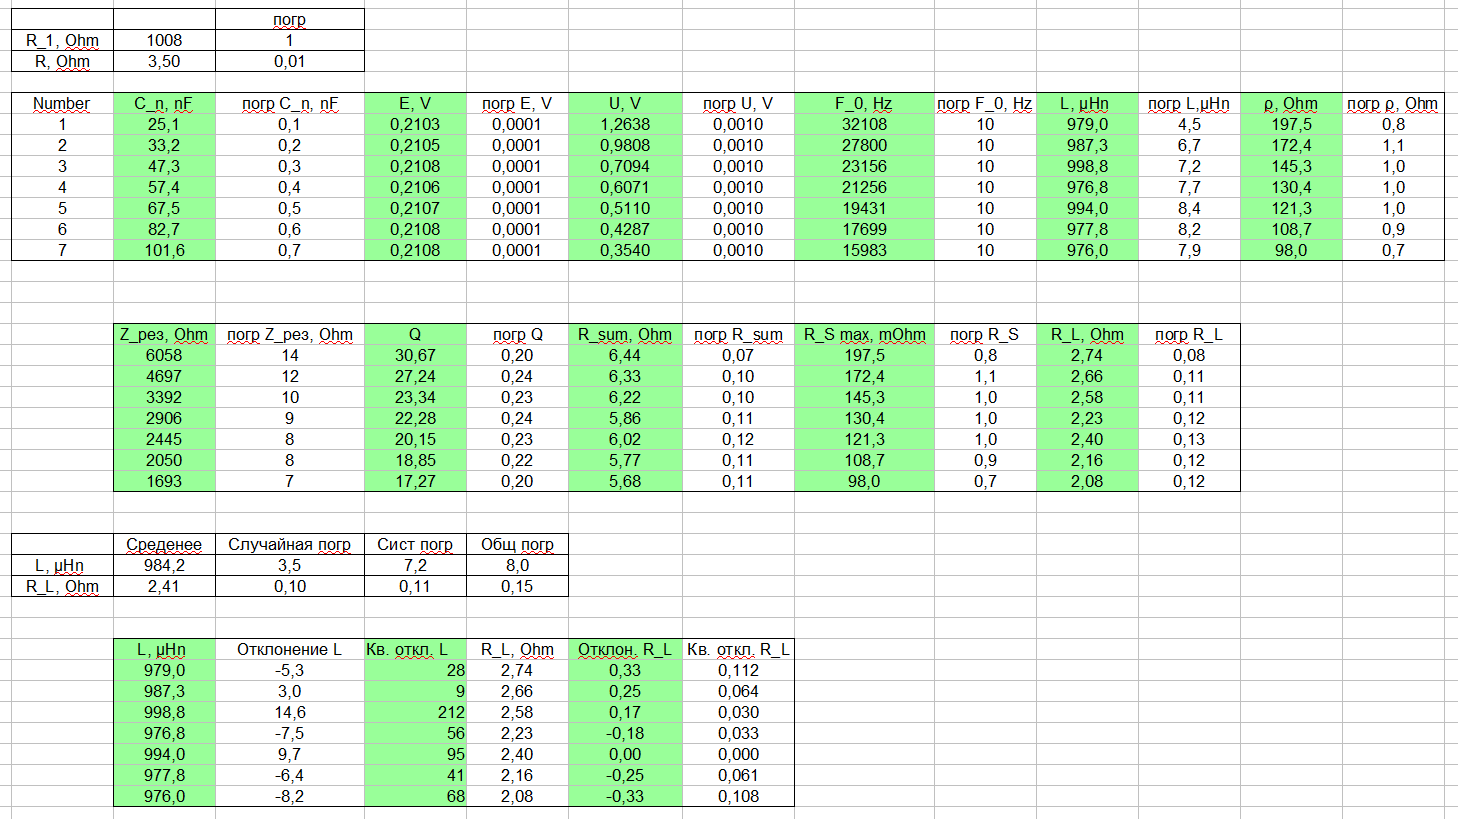 погр
R_1, Ohm 1008 1
R, Ohm 3,50 0,01
Number C_n, nF погр C_n, nF E, V погр E, V U, V погр U, V F_0, Hz погр F_0, Hz L, µHn погр L,µHn ρ, Ohm погр ρ, Ohm
1 25,1 0,1 0,2103 0,0001 1,2638 0,0010 32108 10 979,0 4,5 197,5 0,8
2 33,2 0,2 0,2105 0,0001 0,9808 0,0010 27800 10 987,3 6,7 172,4 1,1
3 47,3 0,3 0,2108 0,0001 0,7094 0,0010 23156 10 998,8 7,2 145,3 1,0
4 57,4 0,4 0,2106 0,0001 0,6071 0,0010 21256 10 976,8 7,7 130,4 1,0
5 67,5 0,5 0,2107 0,0001 0,5110 0,0010 19431 10 994,0 8,4 121,3 1,0
6 82,7 0,6 0,2108 0,0001 0,4287 0,0010 17699 10 977,8 8,2 108,7 0,9
7 101,6 0,7 0,2108 0,0001 0,3540 0,0010 15983 10 976,0 7,9 98,0 0,7
Z_рез, Ohm погр Z_рез, Ohm Q погр Q R_sum, Ohm погр R_sum R_S max, mOhm погр R_S R_L, Ohm погр R_L
6058 14 30,67 0,20 6,44 0,07 197,5 0,8 2,74 0,08
4697 12 27,24 0,24 6,33 0,10 172,4 1,1 2,66 0,11
3392 10 23,34 0,23 6,22 0,10 145,3 1,0 2,58 0,11
2906 9 22,28 0,24 5,86 0,11 130,4 1,0 2,23 0,12
2445 8 20,15 0,23 6,02 0,12 121,3 1,0 2,40 0,13
2050 8 18,85 0,22 5,77 0,11 108,7 0,9 2,16 0,12
1693 7 17,27 0,20 5,68 0,11 98,0 0,7 2,08 0,12
Среденее Случайная погр Сист погр Общ погр
L, µHn 984,2 3,5 7,2 8,0
R_L, Ohm 2,41 0,10 0,11 0,15
L, µHn Отклонение L Кв. откл. L R_L, Ohm Отклон. R_L Кв. откл. R_L
979,0 -5,3 28 2,74 0,33 0,112
987,3 3,0 9 2,66 0,25 0,064
998,8 14,6 212 2,58 0,17 0,030
976,8 -7,5 56 2,23 -0,18 0,033
994,0 9,7 95 2,40 0,00 0,000
977,8 -6,4 41 2,16 -0,25 0,061
976,0 -8,2 68 2,08 -0,33 0,108